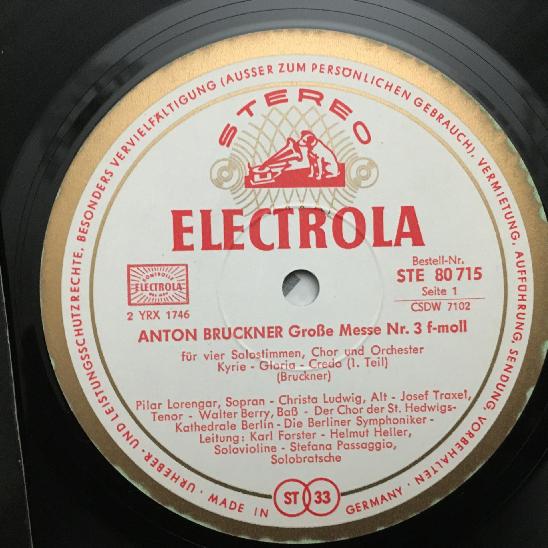 URHEBER- UND LEISTUNGSSCHUTZRECHTE, BESONDERS VERVIELFÄLTIGUNG (AUSSER ZUM PERSÖNLICHEN GEBRAUCH), VERMIETUNG, AUFFÜHRUNG, SENDUNG, VORBEHALTEN ·
STEREO
ELECTROLA
KONTROLLE
ELECTROLA
Bestell-Nr.
STE 80 715
Seite 1
CSDW 7102
2 YRX 1746
ANTON BRUCKNER Große Messe Nr. 3 f-moll
für vier Solostimmen, Chor und Orchester
Kyrie - Gloria - Credo (1. Teil)
(Bruckner)
Pilar Lorengar, Sopran - Christa Ludwig, Alt - Josef Traxel,
Tenor - Walter Berry, Baß - Der Chor der St. Hedwigs-
Kathedrale Berlin - Die Berliner Symphoniker -
Leitung: Karl Forster - Helmut Heller,
Solovioline - Stefana Passaggio,
Solobratsche
· MADE IN GERMANY ·
ST 33